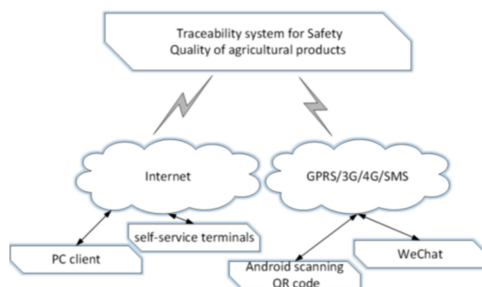 Traceability system for Safety
Quality of agricultural products
Internet
GPRS/3G/4G/SMS
self-service terminals
WeChat
PC client
Android scanning
QR code